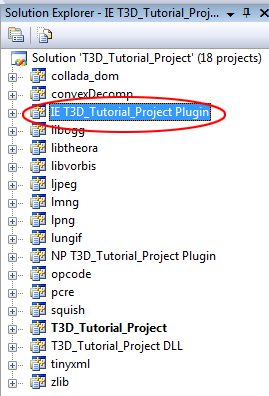 Solution Explorer - IE T3D_Tutorial_Proj...
Solution 'T3D_Tutorial_Project' (18 projects)
collada_dom
convexDecomp
IE T3D_Tutorial_Project Plugin
libogg
libtheora
libvorbis
ljpeg
lmng
lpng
lungif
NP T3D_Tutorial_Project Plugin
opcode
pcre
squish
T3D_Tutorial_Project
T3D_Tutorial_Project DLL
tinyxml
zlib